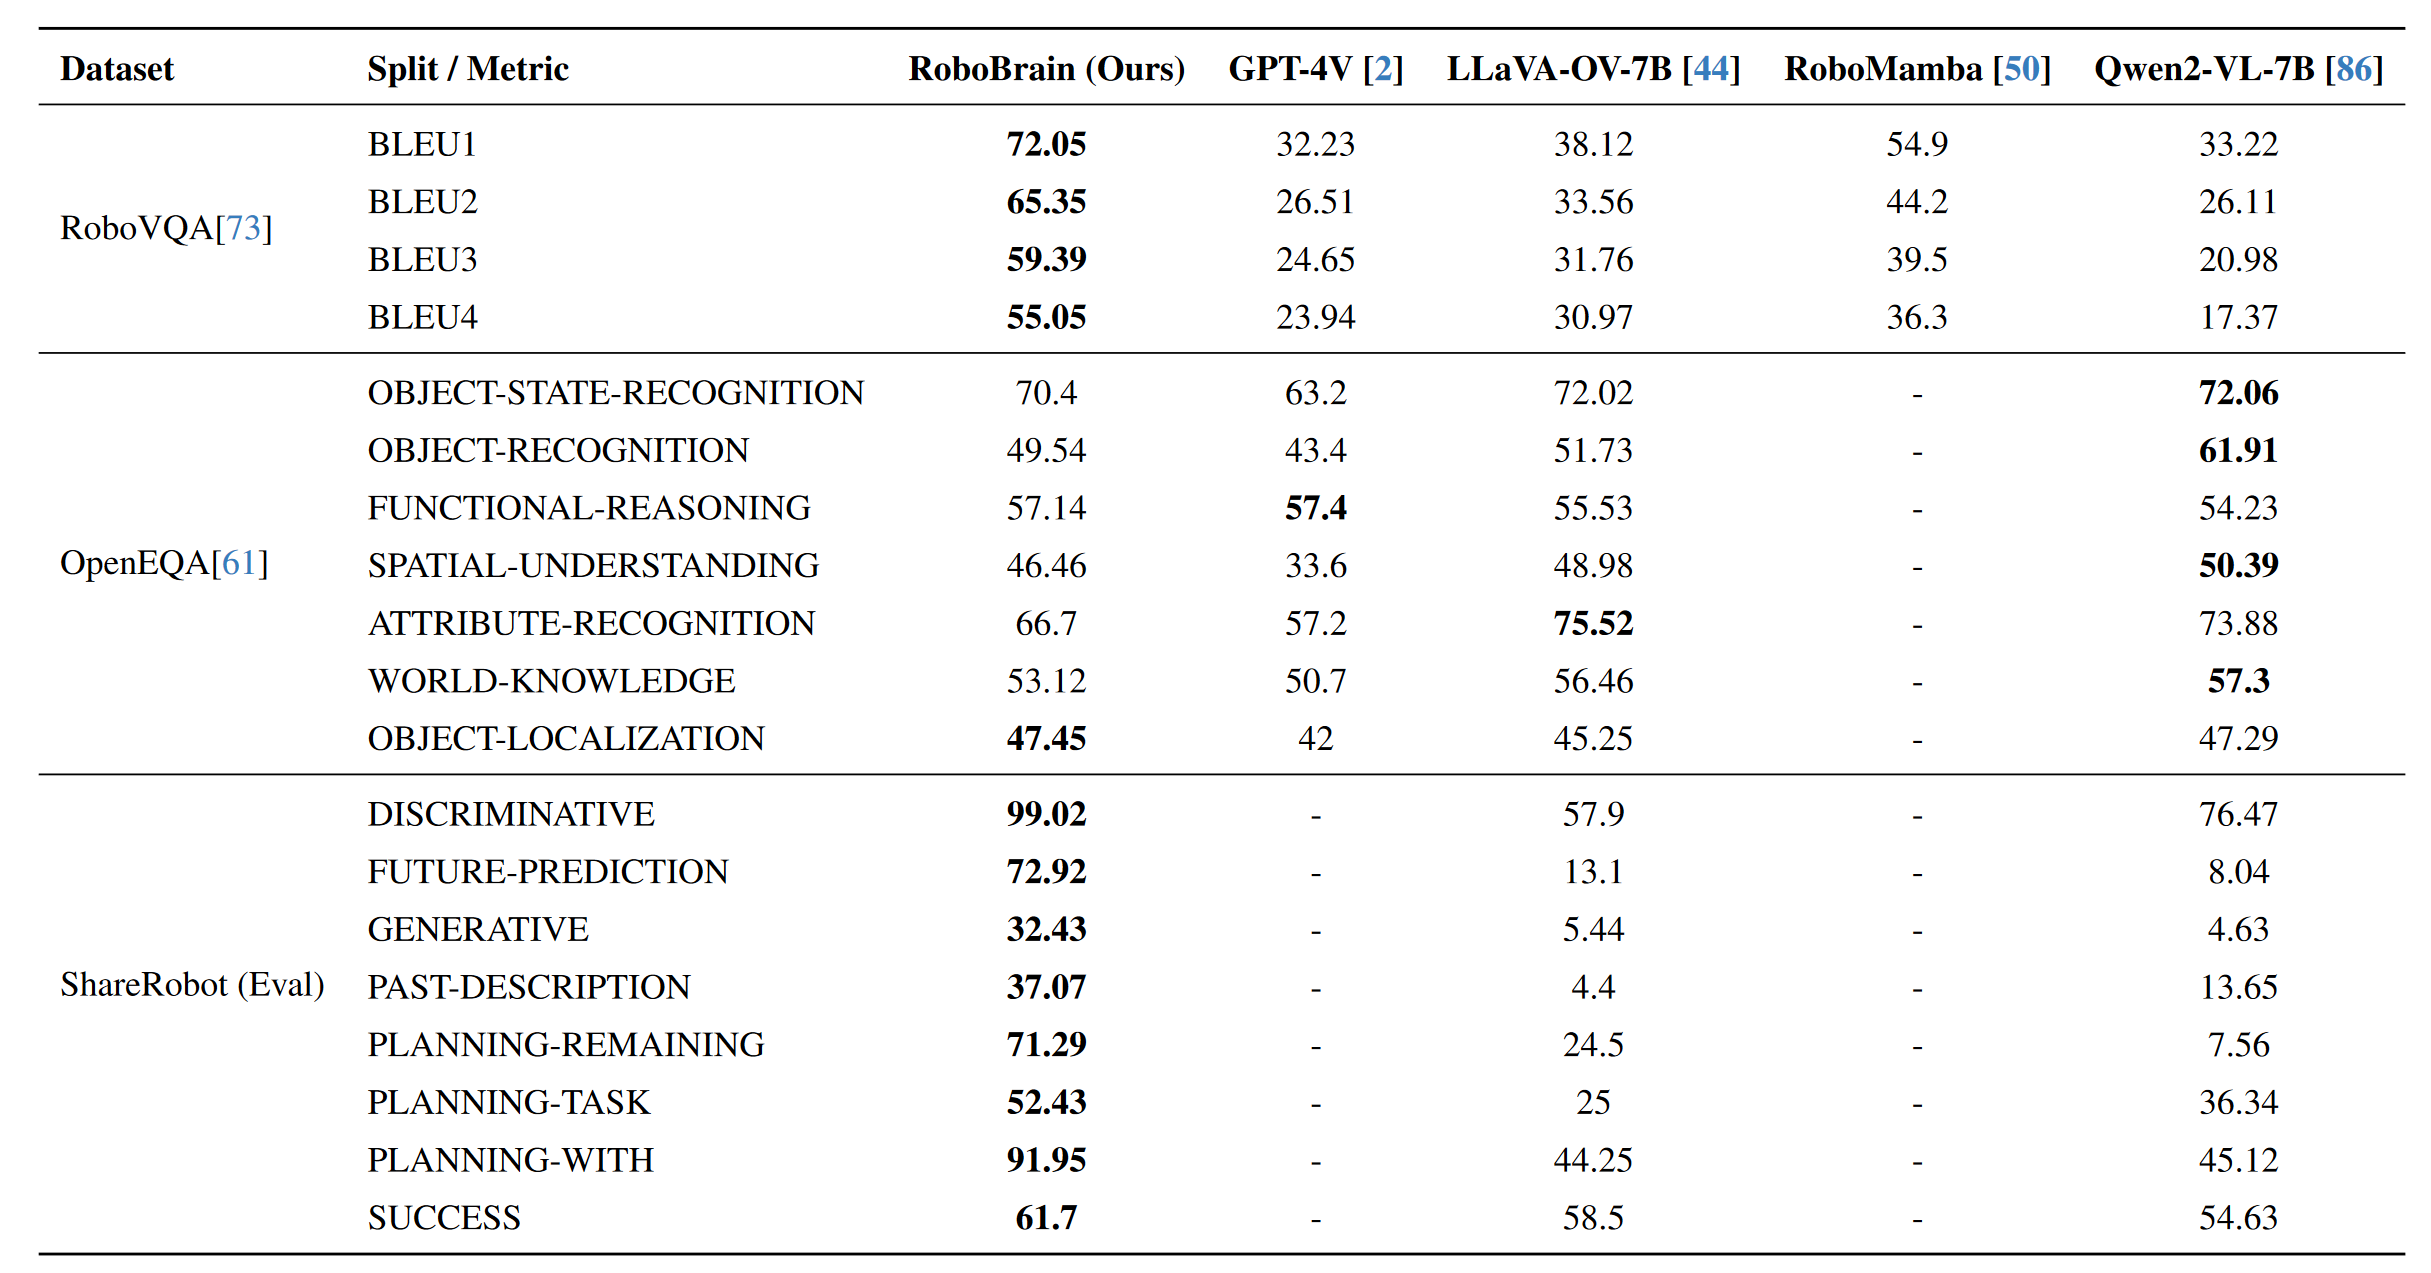 Dataset Split / Metric RoboBrain (Ours) GPT-4V [2] LLaVA-OV-7B [44] RoboMamba [50] Qwen2-VL-7B [86]
RoboVQA[73]
BLEU1 72.05 32.23 38.12 54.9 33.22
BLEU2 65.35 26.51 33.56 44.2 26.11
BLEU3 59.39 24.65 31.76 39.5 20.98
BLEU4 55.05 23.94 30.97 36.3 17.37
OpenEQA[61]
OBJECT-STATE-RECOGNITION 70.4 63.2 72.02 - 72.06
OBJECT-RECOGNITION 49.54 43.4 51.73 - 61.91
FUNCTIONAL-REASONING 57.14 57.4 55.53 - 54.23
SPATIAL-UNDERSTANDING 46.46 33.6 48.98 - 50.39
ATTRIBUTE-RECOGNITION 66.7 57.2 75.52 - 73.88
WORLD-KNOWLEDGE 53.12 50.7 56.46 - 57.3
OBJECT-LOCALIZATION 47.45 42 45.25 - 47.29
ShareRobot (Eval)
DISCRIMINATIVE 99.02 - 57.9 - 76.47
FUTURE-PREDICTION 72.92 - 13.1 - 8.04
GENERATIVE 32.43 - 5.44 - 4.63
PAST-DESCRIPTION 37.07 - 4.4 - 13.65
PLANNING-REMAINING 71.29 - 24.5 - 7.56
PLANNING-TASK 52.43 - 25 - 36.34
PLANNING-WITH 91.95 - 44.25 - 45.12
SUCCESS 61.7 - 58.5 - 54.63